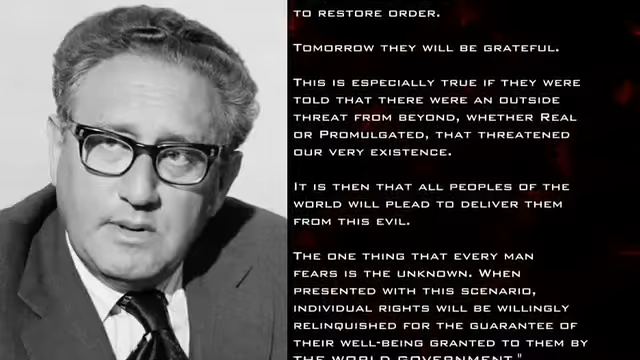 TO RESTORE ORDER.
TOMORROW THEY WILL BE GRATEFUL.
THIS IS ESPECIALLY TRUE IF THEY WERE
TOLD THAT THERE WERE AN OUTSIDE
THREAT FROM BEYOND, WHETHER REAL
OR PROMULGATED, THAT THREATENED
OUR VERY EXISTENCE.
IT IS THEN THAT ALL PEOPLES OF THE
WORLD WILL PLEAD TO DELIVER THEM
FROM THIS EVIL.
THE ONE THING THAT EVERY MAN
FEARS IS THE UNKNOWN. WHEN
PRESENTED WITH THIS SCENARIO,
INDIVIDUAL RIGHTS WILL BE WILLINGLY
RELINQUISHED FOR THE GUARANTEE OF
THEIR WELL-BEING GRANTED TO THEM BY
THE WORLD GOVERNMENT."